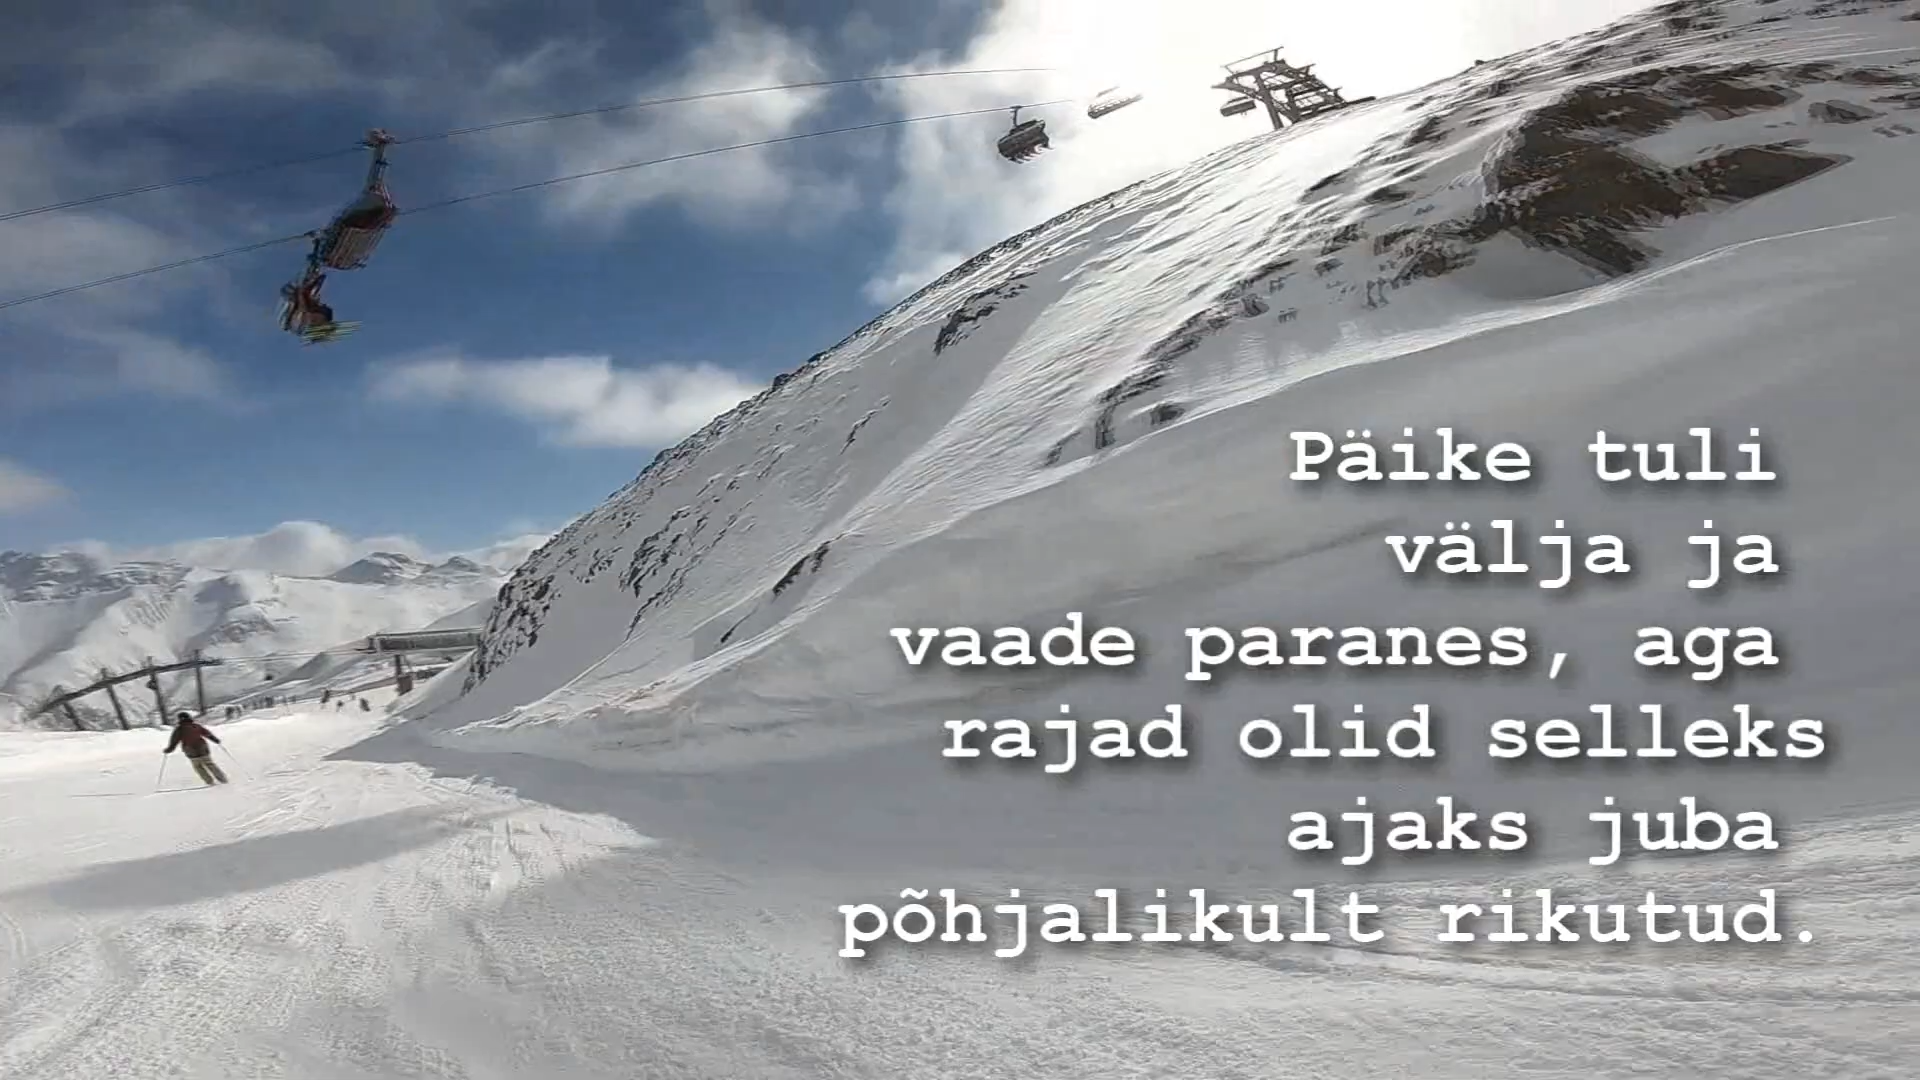 Päike tuli
välja ja
vaade paranes, aga
rajad olid selleks
ajaks juba
põhjalikult rikutud.